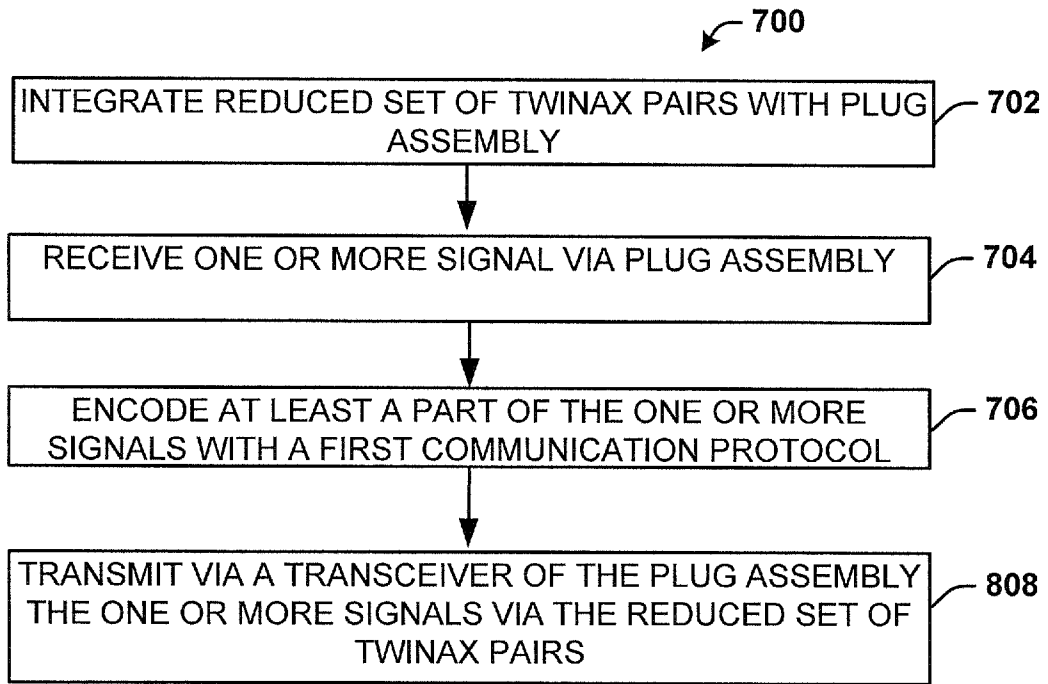 700
INTEGRATE REDUCED SET OF TWINAX PAIRS WITH PLUG
ASSEMBLY
702
RECEIVE ONE OR MORE SIGNAL VIA PLUG ASSEMBLY
704
ENCODE AT LEAST A PART OF THE ONE OR MORE
SIGNALS WITH A FIRST COMMUNICATION PROTOCOL
706
TRANSMIT VIA A TRANSCEIVER OF THE PLUG ASSEMBLY
THE ONE OR MORE SIGNALS VIA THE REDUCED SET OF
TWINAX PAIRS
808